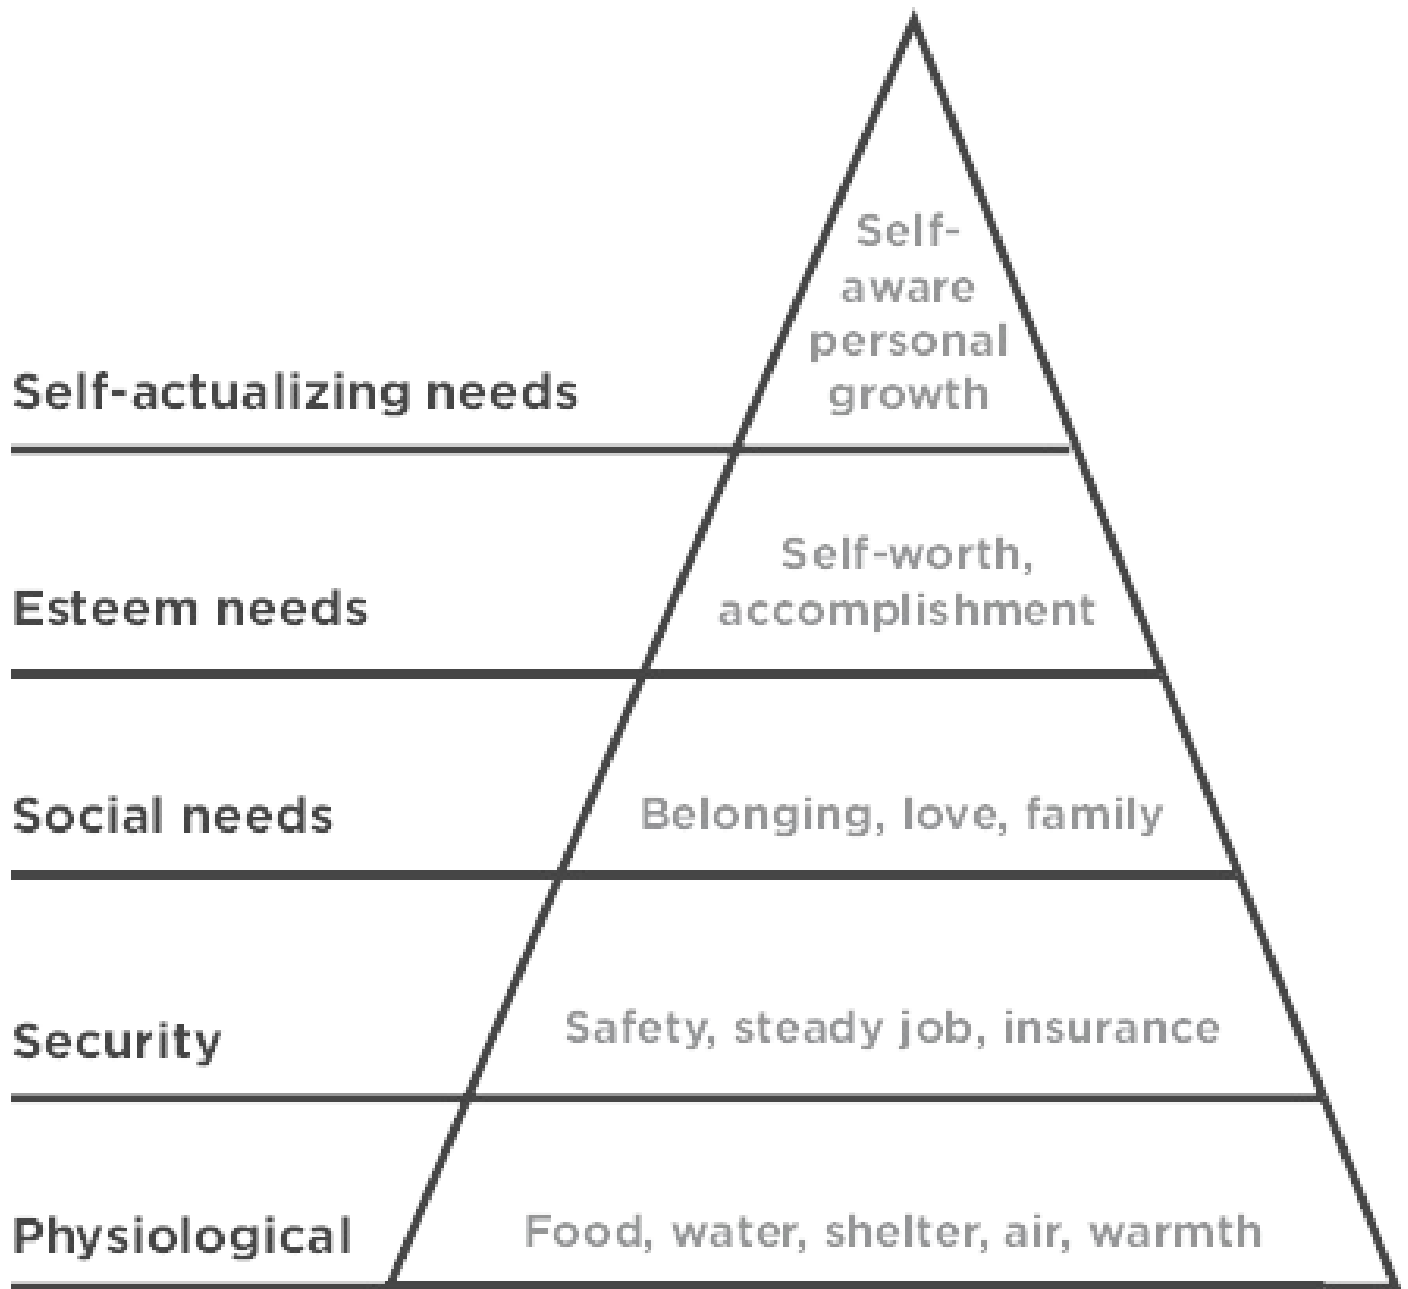 Self-
aware
personal
growth
Self-actualizing needs
Self-worth,
accomplishment
Esteem needs
Social needs
Belonging, love, family
Security
Safety, steady job, insurance
Physiological
Food, water, shelter, air, warmth